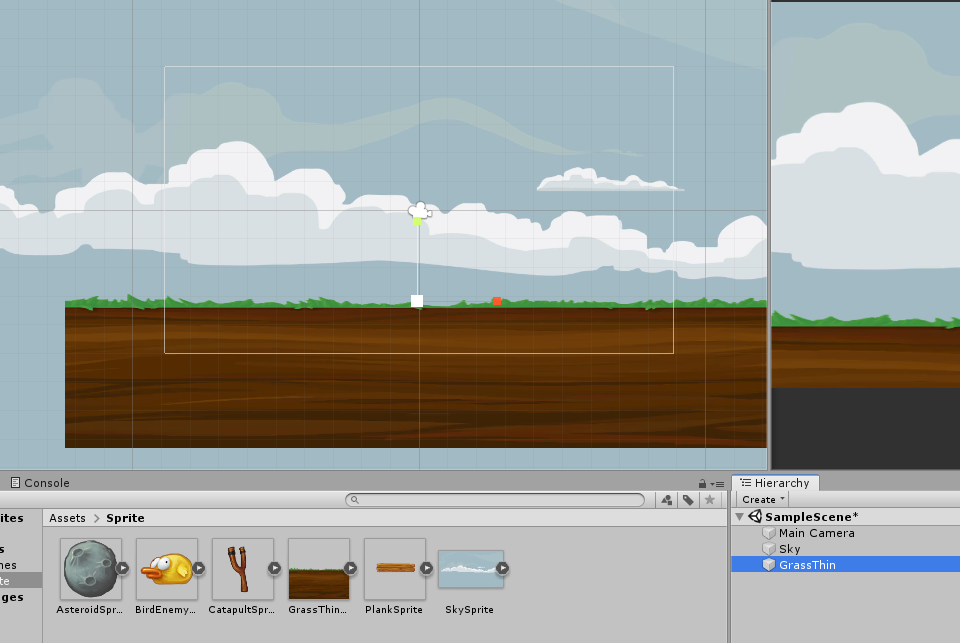 Console
Hierarchy
Create
ites
Assets > Sprite
SampleScene*
Main Camera
s
Sky
nes
GrassThin
te
ges
AsteroidSpr...
BirdEnemy...
CatapultSpr...
GrassThin...
PlankSprite
SkySprite